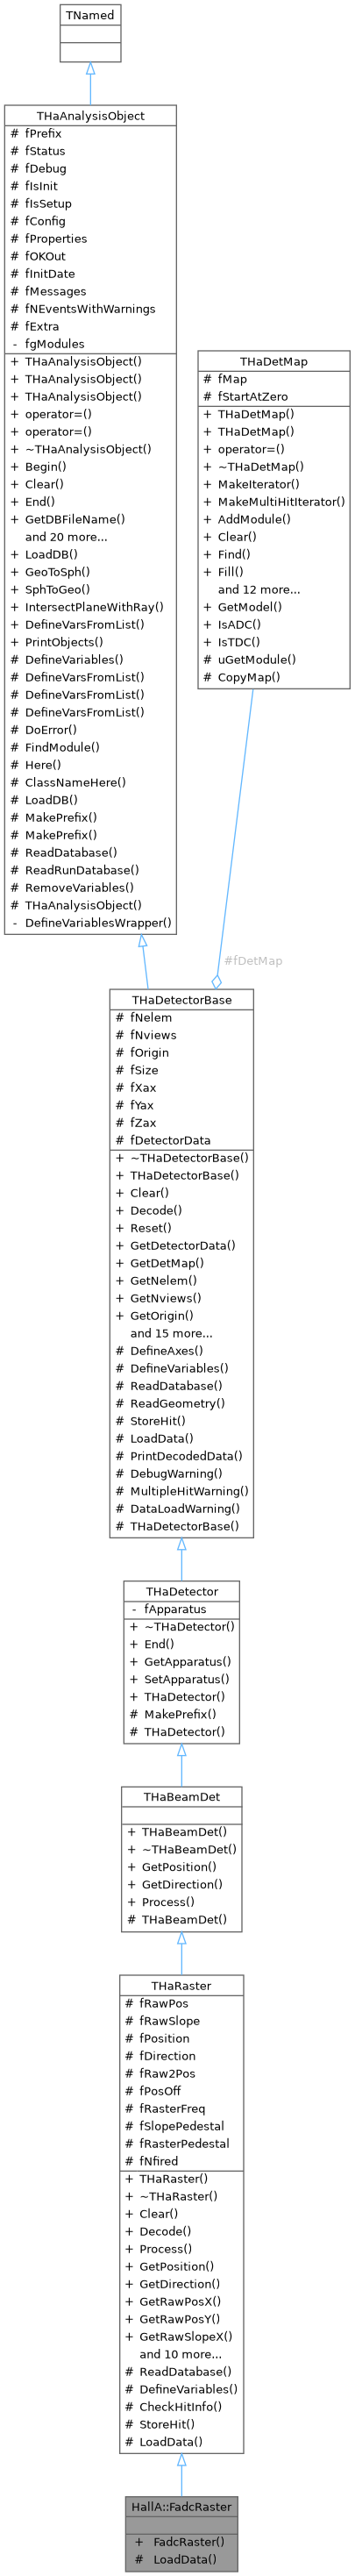 TNamed
THaAnalysisObject
# fPrefix
# fStatus
# fDebug
# fIsInit
# fIsSetup
# fConfig
# fProperties
# fOKOut
# fInitDate
# fMessages
# fNEventsWithWarnings
# fExtra
- fgModules
+ THaAnalysisObject()
+ THaAnalysisObject()
+ THaAnalysisObject()
+ operator=()
+ operator=()
+ ~THaAnalysisObject()
+ Begin()
+ Clear()
+ End()
+ GetDBFileName()
and 20 more...
+ LoadDB()
+ GeoToSph()
+ SphToGeo()
+ IntersectPlaneWithRay()
+ DefineVarsFromList()
+ PrintObjects()
# DefineVariables()
# DefineVarsFromList()
# DefineVarsFromList()
# DefineVarsFromList()
# DoError()
# FindModule()
# Here()
# ClassNameHere()
# LoadDB()
# MakePrefix()
# MakePrefix()
# ReadDatabase()
# ReadRunDatabase()
# RemoveVariables()
# THaAnalysisObject()
- DefineVariablesWrapper()
THaDetMap
# fMap
# fStartAtZero
+ THaDetMap()
+ THaDetMap()
+ operator=()
+ ~THaDetMap()
+ MakeIterator()
+ MakeMultiHitIterator()
+ AddModule()
+ Clear()
+ Find()
+ Fill()
and 12 more...
+ GetModel()
+ IsADC()
+ IsTDC()
# uGetModule()
# CopyMap()
#fDetMap
THaDetectorBase
# fNelem
# fNviews
# fOrigin
# fSize
# fXax
# fYax
# fZax
# fDetectorData
+ ~THaDetectorBase()
+ THaDetectorBase()
+ Clear()
+ Decode()
+ Reset()
+ GetDetectorData()
+ GetDetMap()
+ GetNelem()
+ GetNviews()
+ GetOrigin()
and 15 more...
# DefineAxes()
# DefineVariables()
# ReadDatabase()
# ReadGeometry()
# StoreHit()
# LoadData()
# PrintDecodedData()
# DebugWarning()
# MultipleHitWarning()
# DataLoadWarning()
# THaDetectorBase()
THaDetector
- fApparatus
+ ~THaDetector()
+ End()
+ GetApparatus()
+ SetApparatus()
+ THaDetector()
# MakePrefix()
# THaDetector()
THaBeamDet
+ THaBeamDet()
+ ~THaBeamDet()
+ GetPosition()
+ GetDirection()
+ Process()
# THaBeamDet()
THaRaster
# fRawPos
# fRawSlope
# fPosition
# fDirection
# fRaw2Pos
# fPosOff
# fRasterFreq
# fSlopePedestal
# fRasterPedestal
# fNfired
+ THaRaster()
+ ~THaRaster()
+ Clear()
+ Decode()
+ Process()
+ GetPosition()
+ GetDirection()
+ GetRawPosX()
+ GetRawPosY()
+ GetRawSlopeX()
and 10 more...
# ReadDatabase()
# DefineVariables()
# CheckHitInfo()
# StoreHit()
# LoadData()
HallA::FadcRaster
+ FadcRaster()
# LoadData()